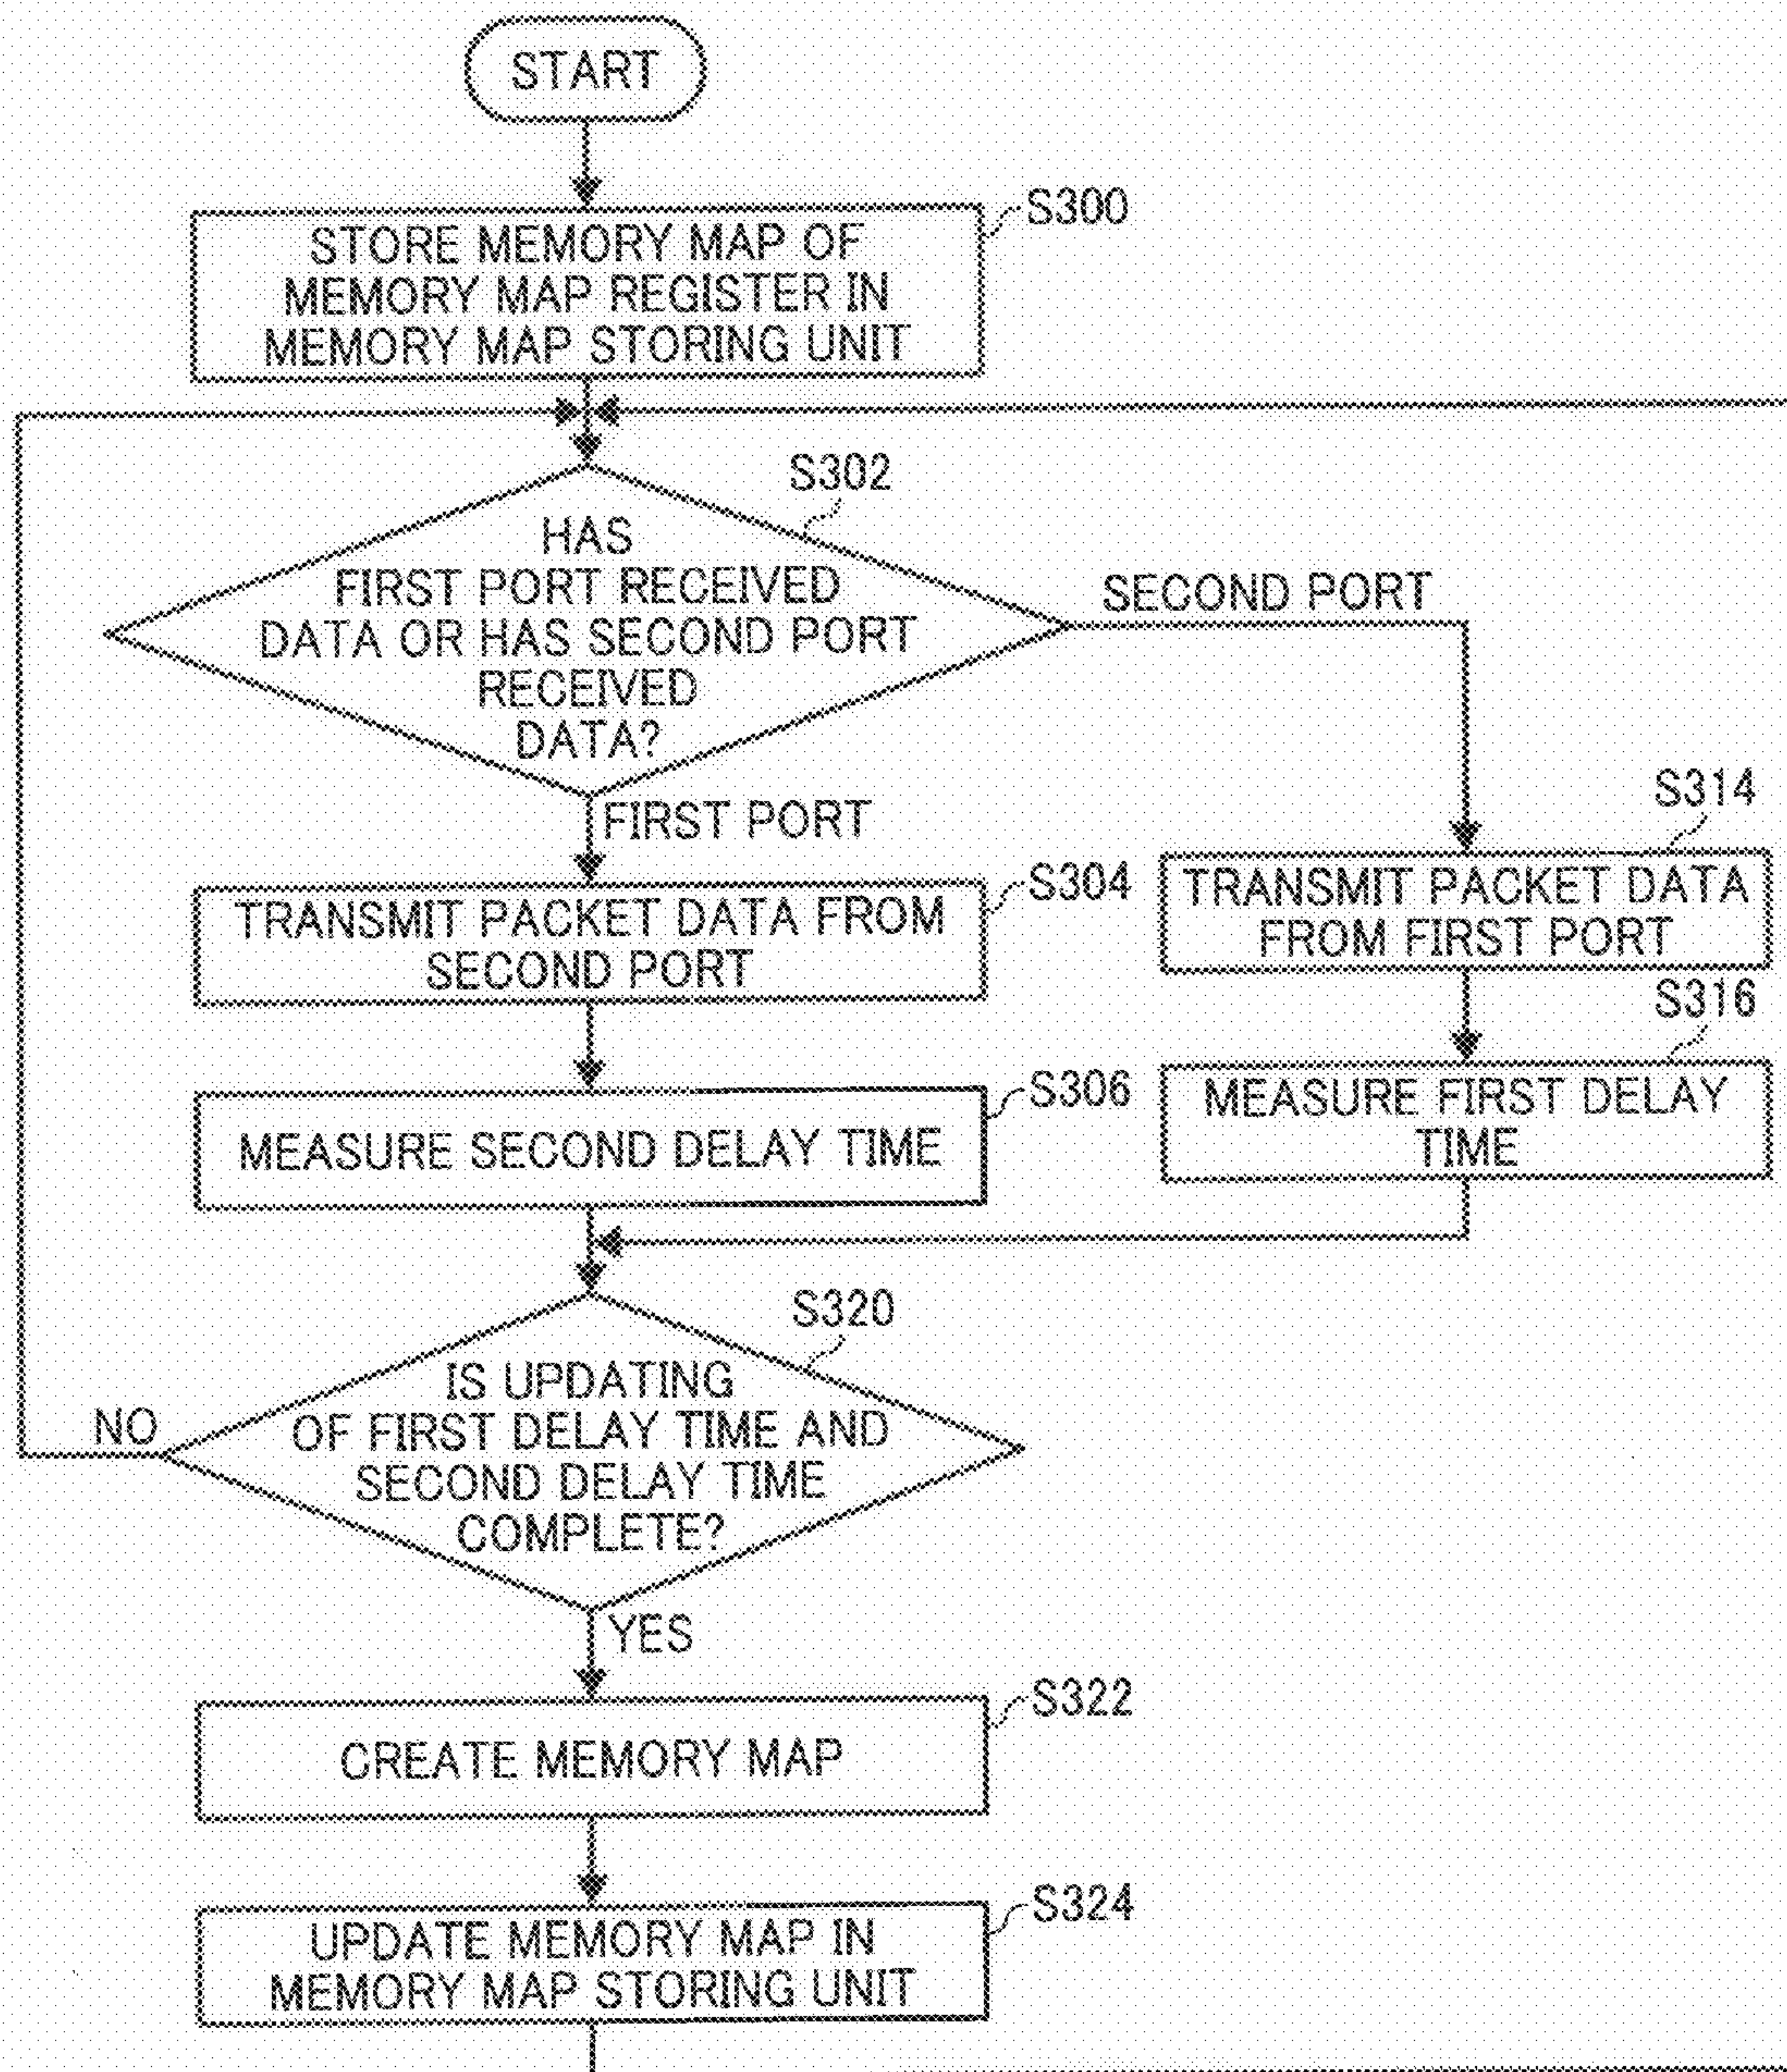 START
S300
STORE MEMORY MAP OF
MEMORY MAP REGISTER IN
MEMORY MAP STORING UNIT
S302
HAS
FIRST PORT RECEIVED
DATA OR HAS SECOND PORT
RECEIVED
DATA?
SECOND PORT
FIRST PORT
S304
TRANSMIT PACKET DATA FROM
SECOND PORT
S314
TRANSMIT PACKET DATA
FROM FIRST PORT
S306
MEASURE SECOND DELAY TIME
S316
MEASURE FIRST DELAY
TIME
S320
IS UPDATING
OF FIRST DELAY TIME AND
SECOND DELAY TIME
COMPLETE?
NO
YES
S322
CREATE MEMORY MAP
S324
UPDATE MEMORY MAP IN
MEMORY MAP STORING UNIT